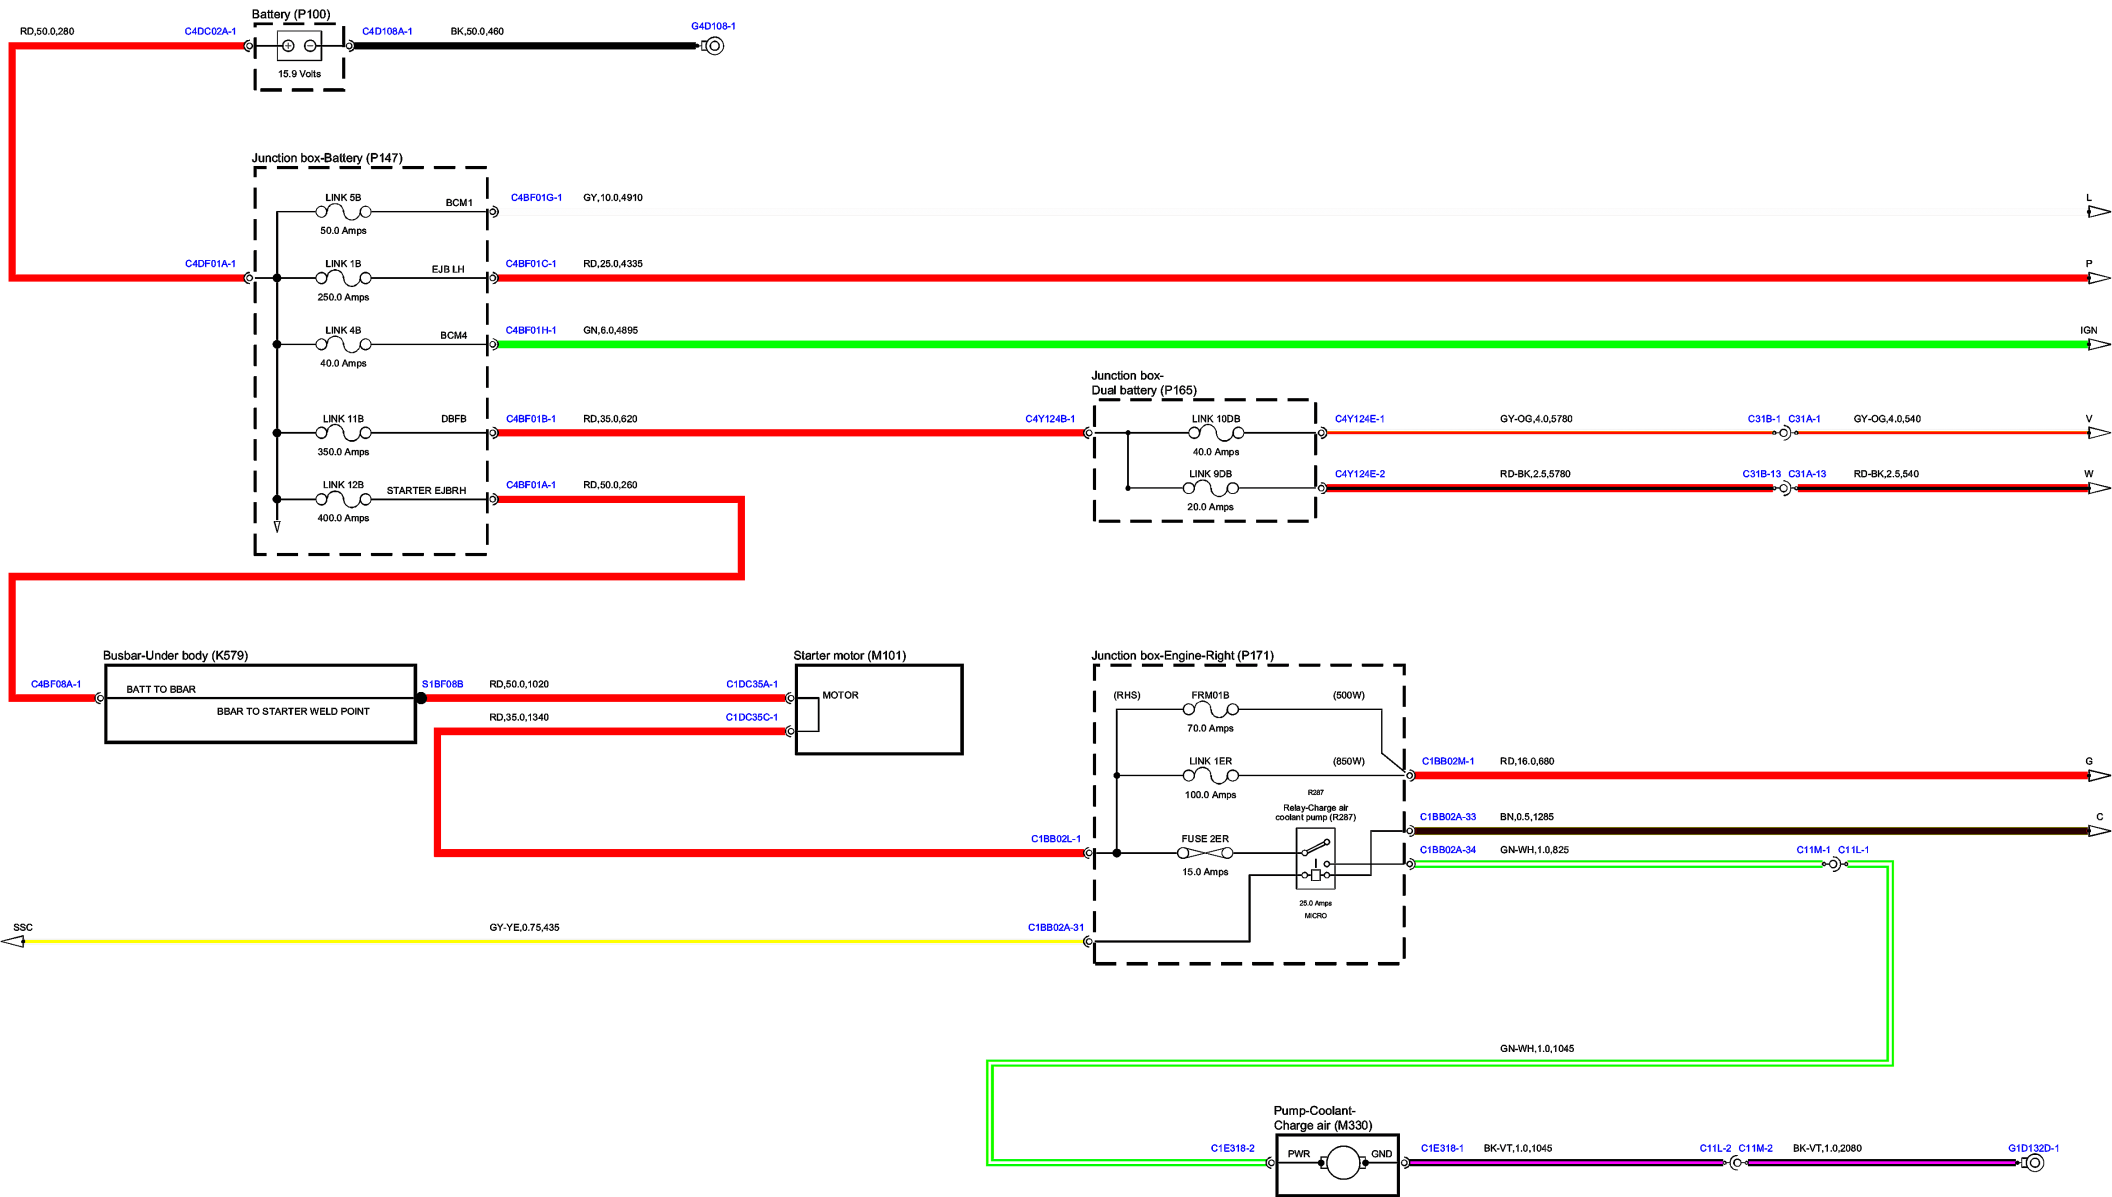 Battery (P100)
RD,50.0,280
C4DC02A-1
C4D108A-1
BK,50.0,460
G4D108-1
15.9 Volts
Junction box-Battery (P147)
LINK 5B
BCM1
C4BF01G-1
GY,10.0,4910
L
50.0 Amps
C4DF01A-1
LINK 1B
EJB LH
C4BF01C-1
RD,25.0,4335
P
250.0 Amps
LINK 4B
BCM4
C4BF01H-1
GN,6.0,4895
IGN
40.0 Amps
Junction box-
Dual battery (P165)
LINK 11B
DBFB
C4BF01B-1
RD,35.0,620
C4Y124B-1
LINK 10DB
C4Y124E-1
GY-OG,4.0,5780
C31B-1
C31A-1
GY-OG,4.0,540
V
350.0 Amps
40.0 Amps
LINK 9DB
C4Y124E-2
RD-BK,2.5,5780
C31B-13
C31A-13
RD-BK,2.5,540
W
20.0 Amps
LINK 12B
STARTER EJBRH
C4BF01A-1
RD,50.0,260
400.0 Amps
Busbar-Under body (K579)
Starter motor (M101)
Junction box-Engine-Right (P171)
C4BF08A-1
BATT TO BBAR
S1BF08B
RD,50.0,1020
C1DC35A-1
MOTOR
BBAR TO STARTER WELD POINT
RD,35.0,1340
C1DC35C-1
(RHS)
FRM01B
(500W)
70.0 Amps
LINK 1ER
(850W)
C1BB02M-1
RD,16.0,680
G
100.0 Amps
R287
Relay-Charge air
coolant pump (R287)
C1BB02A-33
BN,0.5,1285
C
C1BB02L-1
FUSE 2ER
C1BB02A-34
GN-WH,1.0,825
C11M-1
C11L-1
15.0 Amps
25.0 Amps
MICRO
SSC
GY-YE,0.75,435
C1BB02A-31
GN-WH,1.0,1045
Pump-Coolant-
Charge air (M330)
C1E318-2
PWR
GND
C1E318-1
BK-VT,1.0,1045
C11L-2
C11M-2
BK-VT,1.0,2080
G1D132D-1